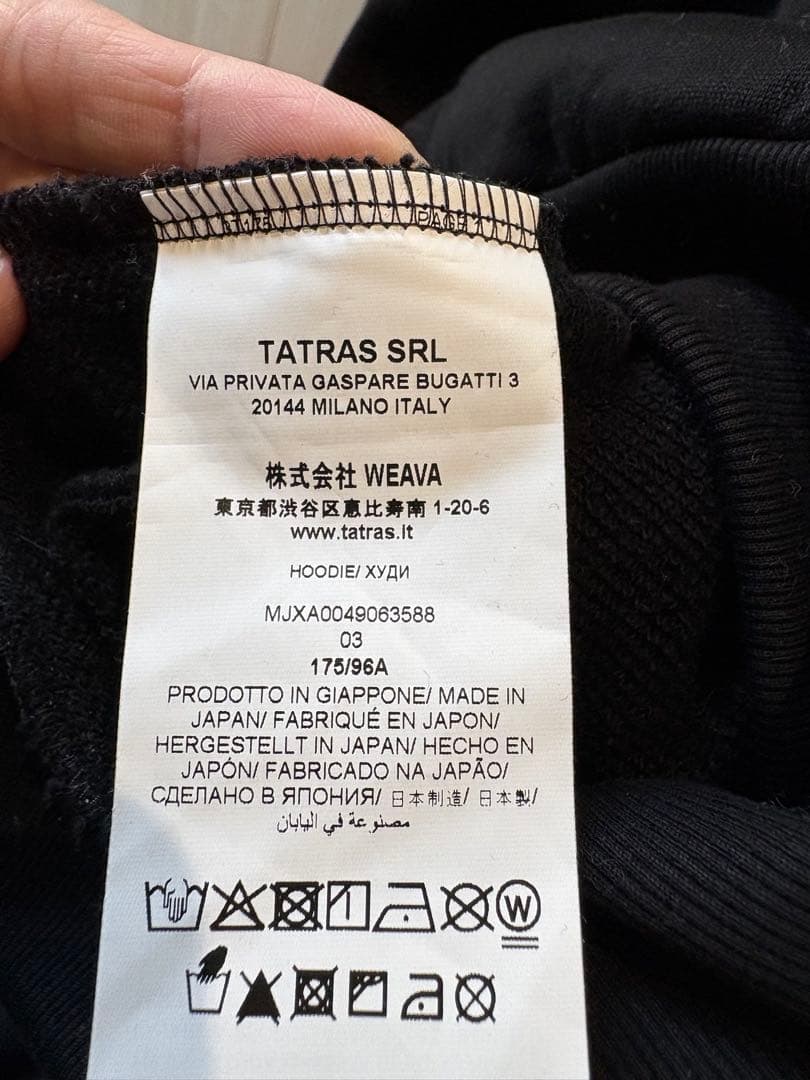 TATRAS SRL
VIA PRIVATA GASPARE BUGATTI 3
20144 MILANO ITALY
株式会社 WEAVA
東京都渋谷区恵比寿南 1-20-6
www.tatras.it
HOODIE/ ХУДИ
MJXA0049063588
03
175/96A
PRODOTTO IN GIAPPONE/ MADE IN
JAPAN/ FABRIQUÉ EN JAPON/
HERGESTELLT IN JAPAN/ HECHO EN
JAPÓN/ FABRICADO NA JAPÃO/
СДЕЛАНО В ЯПОНИЯ/ 日本制造/ 日本製/
مصنوعة في اليابان
W